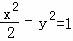 x²/2 - y²=1